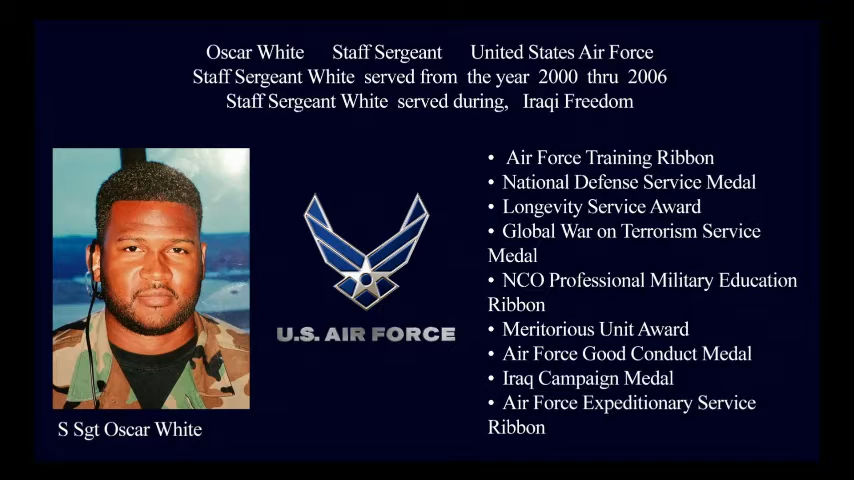 Oscar White Staff Sergeant United States Air Force
Staff Sergeant White served from the year 2000 thru 2006
Staff Sergeant White served during, Iraqi Freedom
• Air Force Training Ribbon
• National Defense Service Medal
• Longevity Service Award
• Global War on Terrorism Service
Medal
• NCO Professional Military Education
Ribbon
• Meritorious Unit Award
• Air Force Good Conduct Medal
• Iraq Campaign Medal
• Air Force Expeditionary Service
Ribbon
U.S. AIR FORCE
S Sgt Oscar White